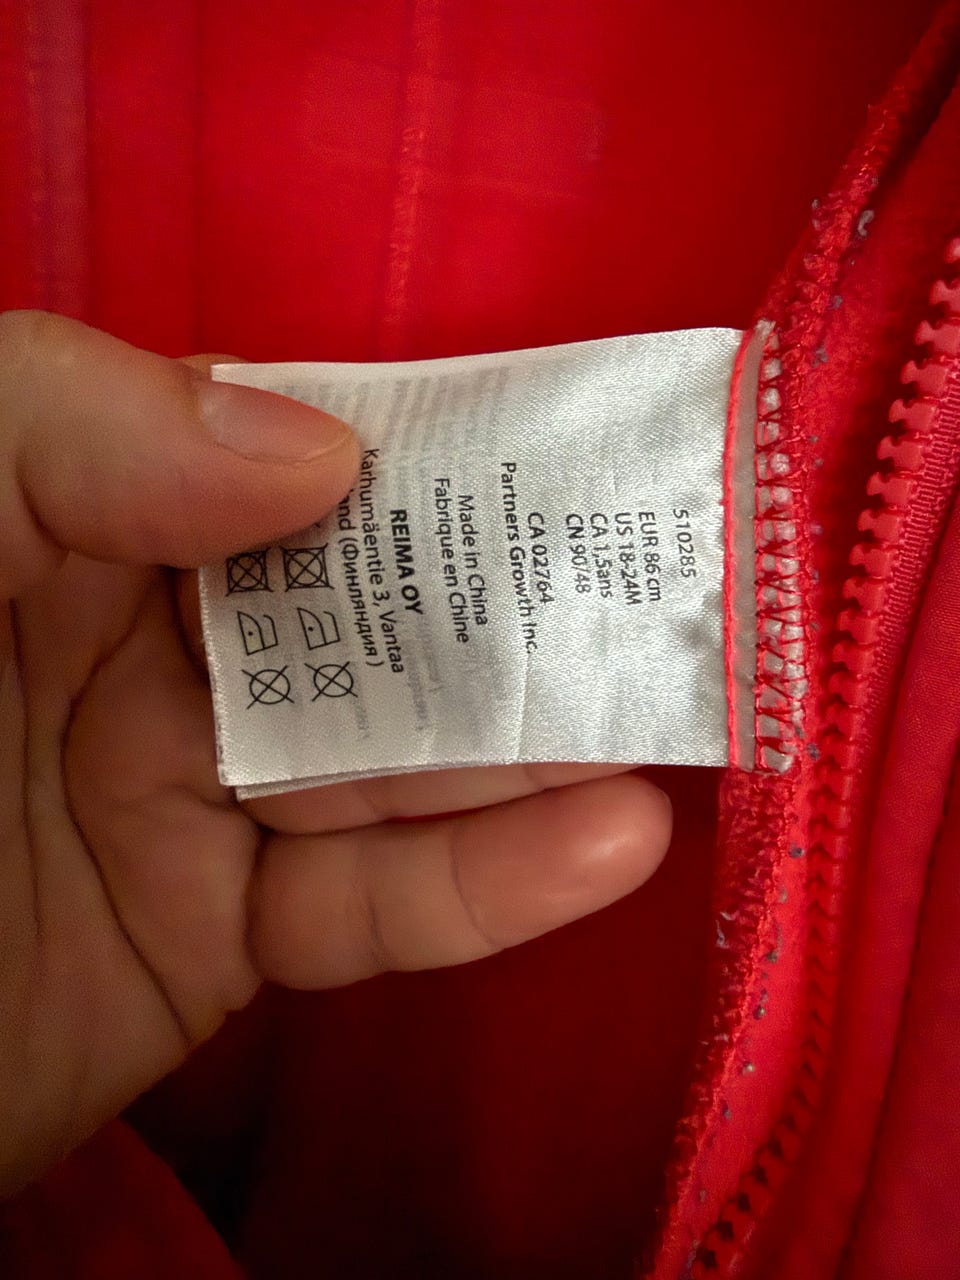 510285
EUR 86 cm
US 18-24M
CA 1,5ans
CN 90/48
CA 02764
Partners Growth Inc.
Made in China
Fabrique en Chine
REIMA OY
Karhumäentie 3, Vantaa
(Финляндия)